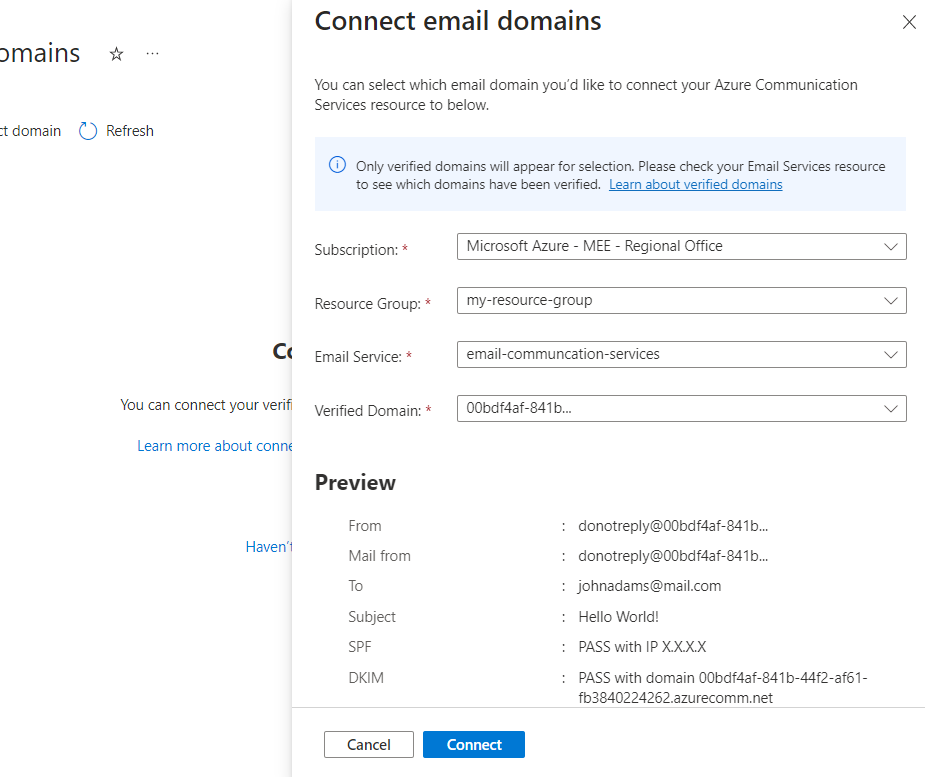 Connect email domains
omains
You can select which email domain you'd like to connect your Azure Communication
Services resource to below.
ct domain
Refresh
Only verified domains will appear for selection. Please check your Email Services resource
to see which domains have been verified. Learn about verified domains
Subscription: * Microsoft Azure - MEE - Regional Office
Resource Group: * my-resource-group
Email Service: * email-communcation-services
Verified Domain: * 00bdf4af-841b...
Co
You can connect your verifi
Learn more about conne
Haven't
Preview
From : donotreply@00bdf4af-841b...
Mail from : donotreply@00bdf4af-841b...
To : johnadams@mail.com
Subject : Hello World!
SPF : PASS with IP X.X.X.X
DKIM : PASS with domain 00bdf4af-841b-44f2-af61-
fb3840224262.azurecomm.net
Cancel
Connect